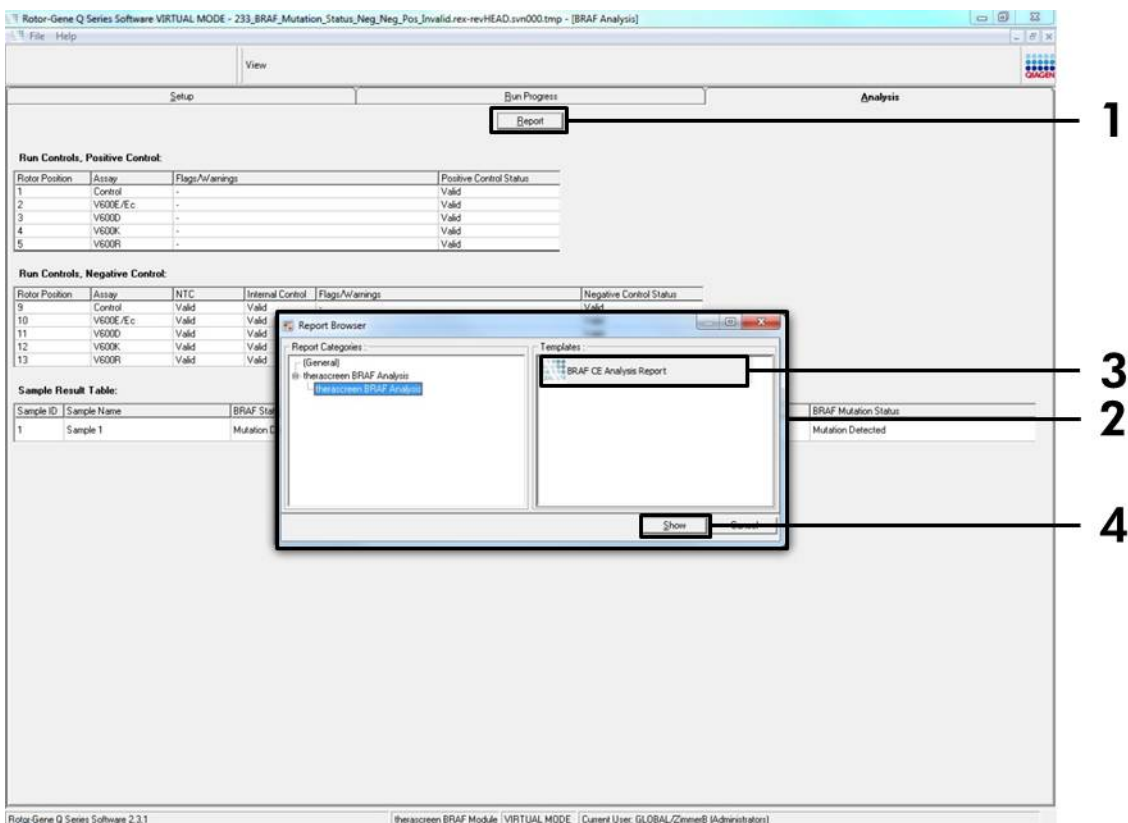 Rotor-Gene Q Series Software VIRTUAL MODE - 233_BRAF_Mutation_Status_Neg_Neg_Pos_Invalid.rex-revHEAD.svn000.tmp - [BRAF Analysis]
File Help
View
QIAGEN
Setup Run Progress Analysis
Report 1
Run Controls, Positive Control:
Rotor Position Assay Flags/Warnings Positive Control Status
1 Control - Valid
2 V600E/Ec - Valid
3 V600D - Valid
4 V600K - Valid
5 V600R - Valid
Run Controls, Negative Control:
Rotor Position Assay NTC Internal Control Flags/Warnings Negative Control Status
9 Control Valid Valid - Valid
10 V600E/Ec Valid Valid
11 V600D Valid Valid
12 V600K Valid Valid
13 V600R Valid Valid
Report Browser
Report Categories : Templates :
(General)
therascreen BRAF Analysis
therascreen BRAF Analysis
BRAF CE Analysis Report 3
2
Show Cancel 4
Sample Result Table:
Sample ID Sample Name BRAF BRAF Mutation Status
1 Sample 1 Mutation Mutation Detected
Rotor-Gene Q Series Software 2.3.1 therascreen BRAF Module VIRTUAL MODE Current User: GLOBAL/ZimmerB (Administrators)